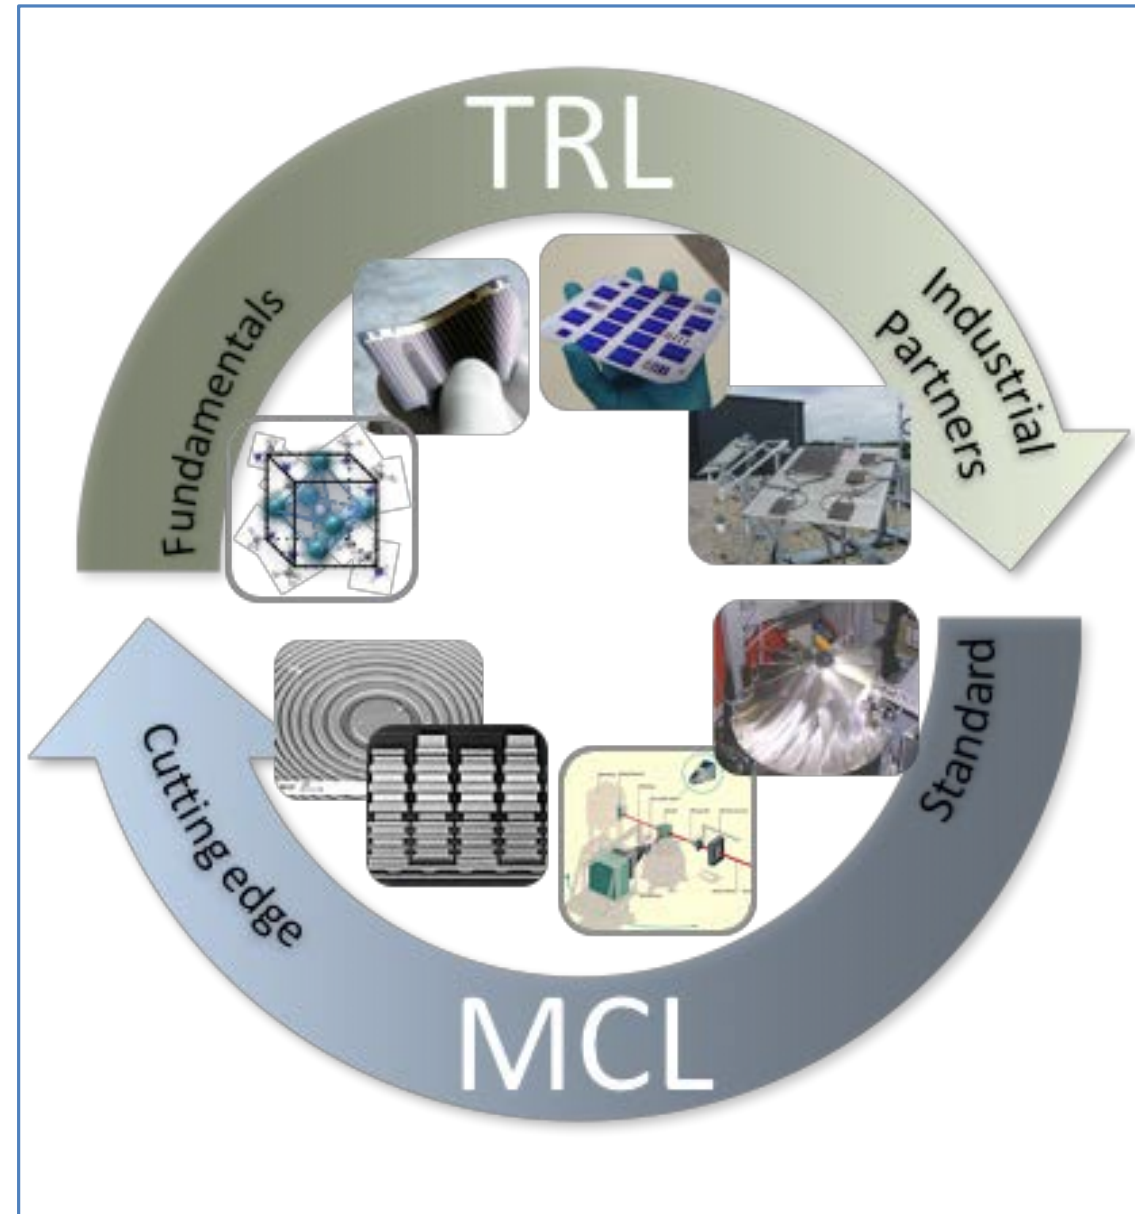 TRL
Fundamentals
Industrial
Partners
Standard
Cutting edge
MCL